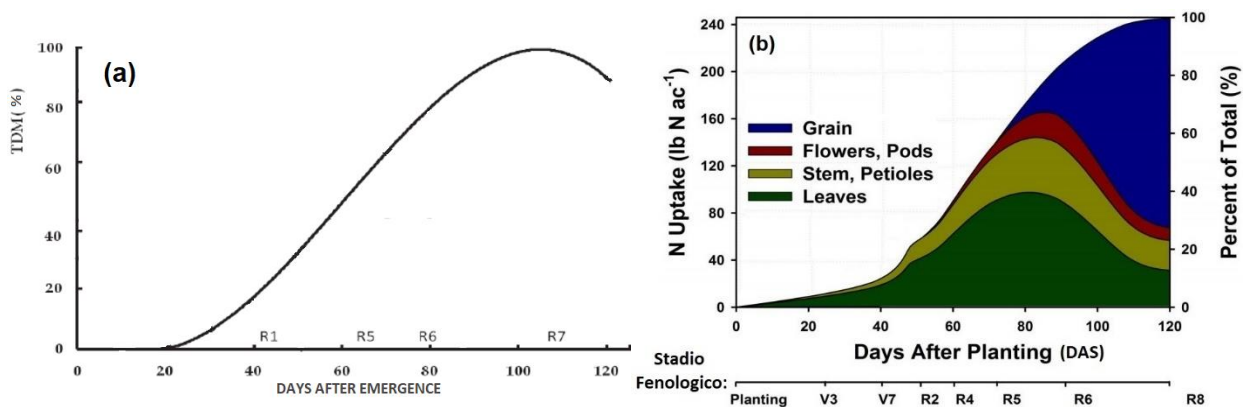 (a)
TDM( %)
100
80
60
40
20
0
R1 R5 R6 R7
0 20 40 60 80 100 120
DAYS AFTER EMERGENCE
(b)
N Uptake (lb N ac⁻¹)
240
200
160
120
80
40
0
Grain
Flowers, Pods
Stem, Petioles
Leaves
100
80
60
40
20
0
Percent of Total (%)
0 20 40 60 80 100 120
Days After Planting (DAS)
Stadio
Fenologico:
Planting V3 V7 R2 R4 R5 R6 R8